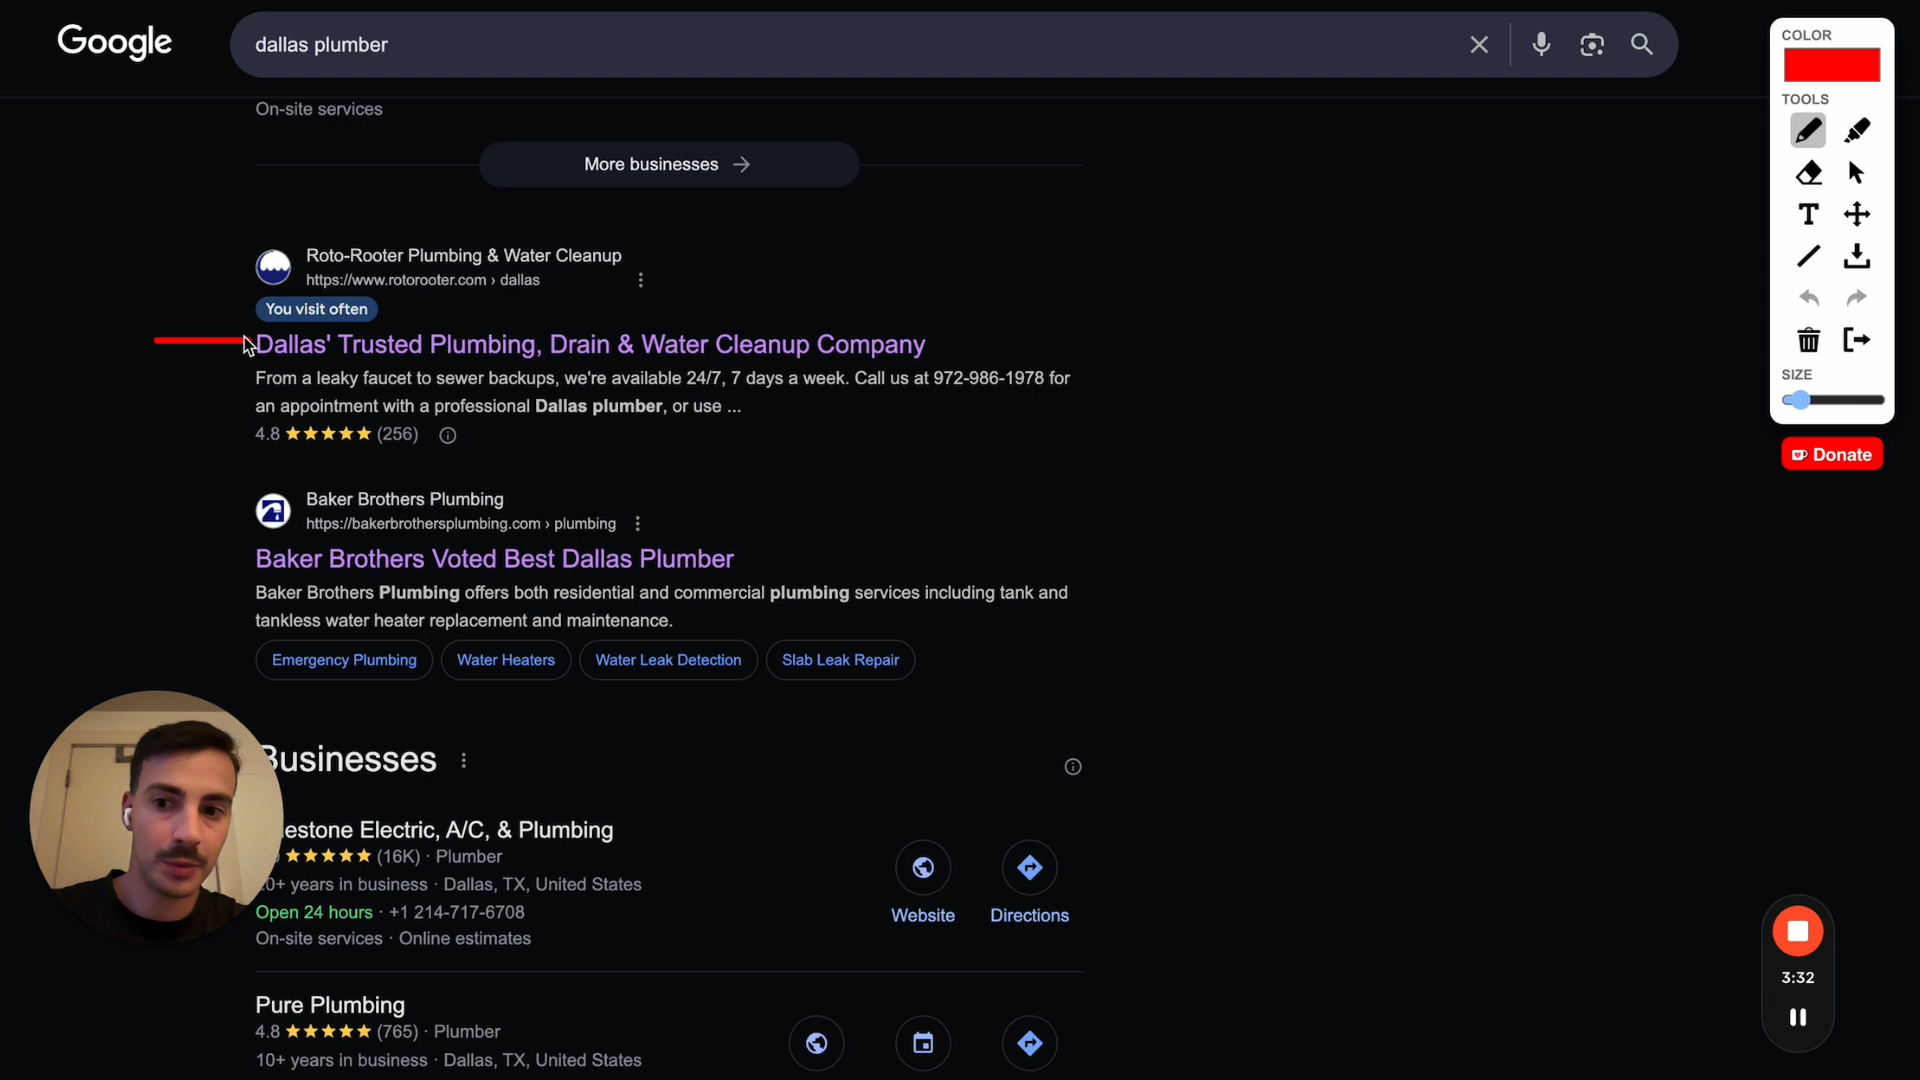 Google
dallas plumber
On-site services
More businesses
Roto-Rooter Plumbing & Water Cleanup
https://www.rotorooter.com › dallas
You visit often
Dallas' Trusted Plumbing, Drain & Water Cleanup Company
From a leaky faucet to sewer backups, we're available 24/7, 7 days a week. Call us at 972-986-1978 for
an appointment with a professional Dallas plumber, or use ...
4.8 (256)
Baker Brothers Plumbing
https://bakerbrothersplumbing.com › plumbing
Baker Brothers Voted Best Dallas Plumber
Baker Brothers Plumbing offers both residential and commercial plumbing services including tank and
tankless water heater replacement and maintenance.
Emergency Plumbing Water Heaters Water Leak Detection Slab Leak Repair
Businesses
estone Electric, A/C, & Plumbing
(16K) · Plumber
0+ years in business · Dallas, TX, United States
Open 24 hours · +1 214-717-6708
On-site services · Online estimates
Website Directions
Pure Plumbing
4.8 (765) · Plumber
10+ years in business · Dallas, TX, United States
COLOR
TOOLS
SIZE
Donate
3:32